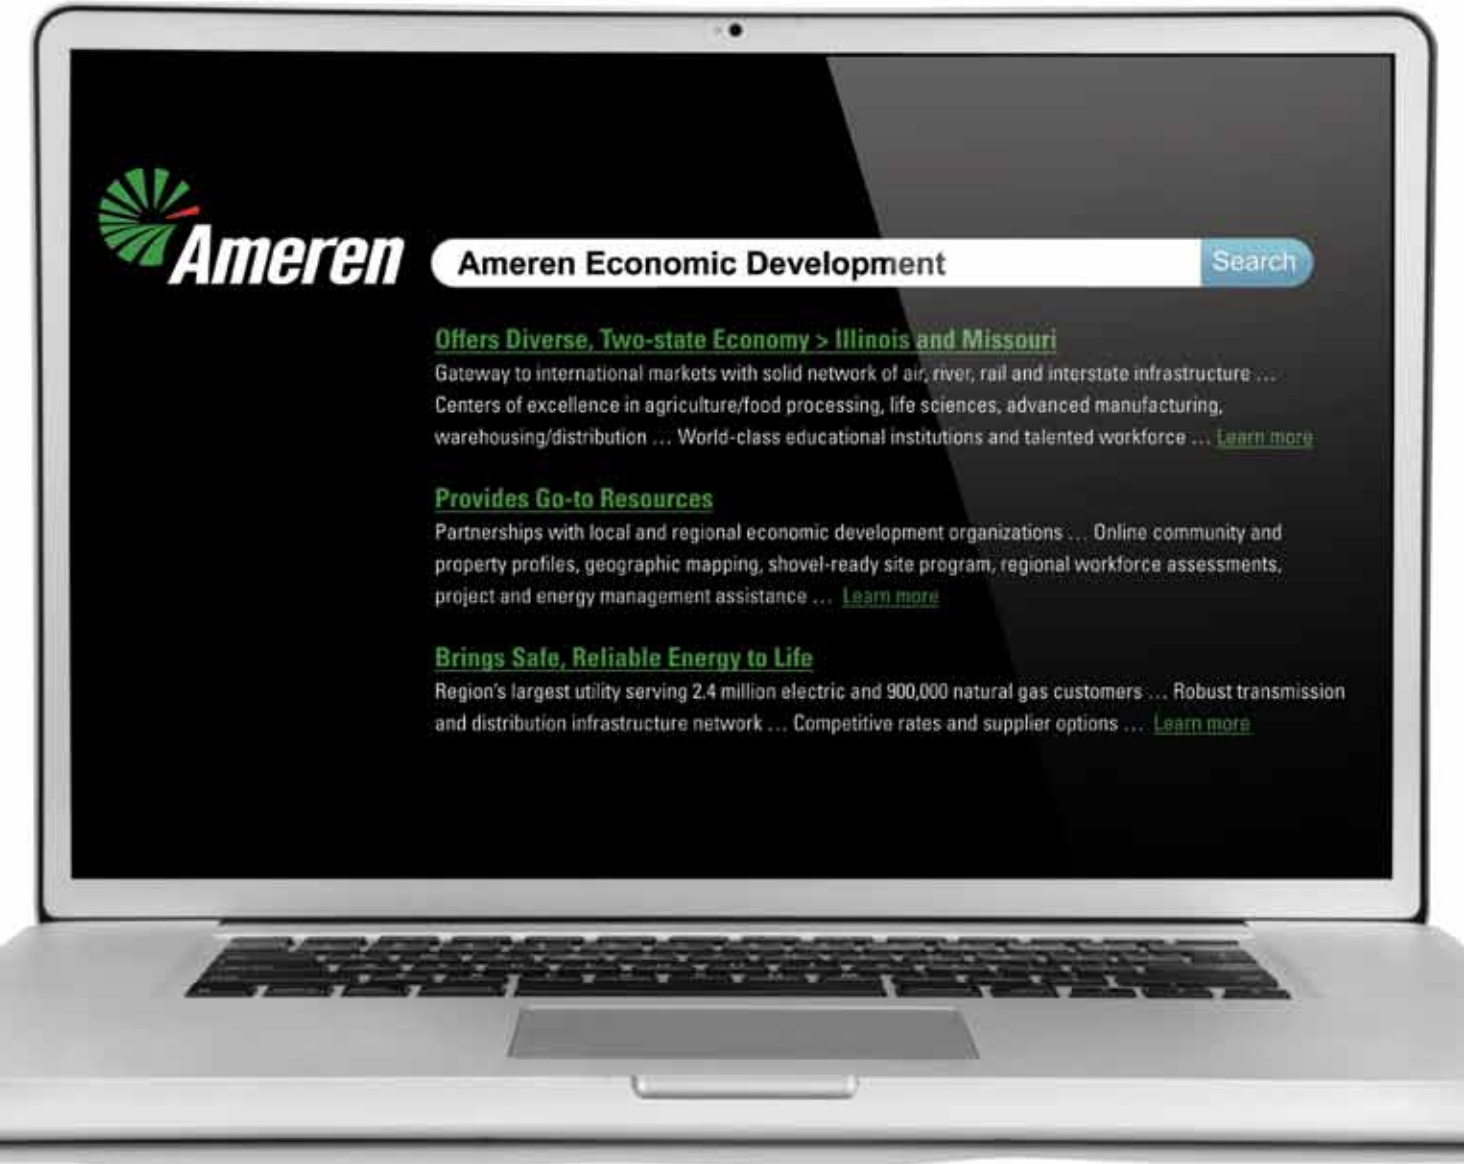 Ameren
Ameren Economic Development
Search
Offers Diverse, Two-state Economy > Illinois and Missouri
Gateway to international markets with solid network of air, river, rail and interstate infrastructure ...
Centers of excellence in agriculture/food processing, life sciences, advanced manufacturing,
warehousing/distribution ... World-class educational institutions and talented workforce ... Learn more
Provides Go-to Resources
Partnerships with local and regional economic development organizations ... Online community and
property profiles, geographic mapping, shovel-ready site program, regional workforce assessments,
project and energy management assistance ... Learn more
Brings Safe, Reliable Energy to Life
Region's largest utility serving 2.4 million electric and 900,000 natural gas customers ... Robust transmission
and distribution infrastructure network ... Competitive rates and supplier options ... Learn more